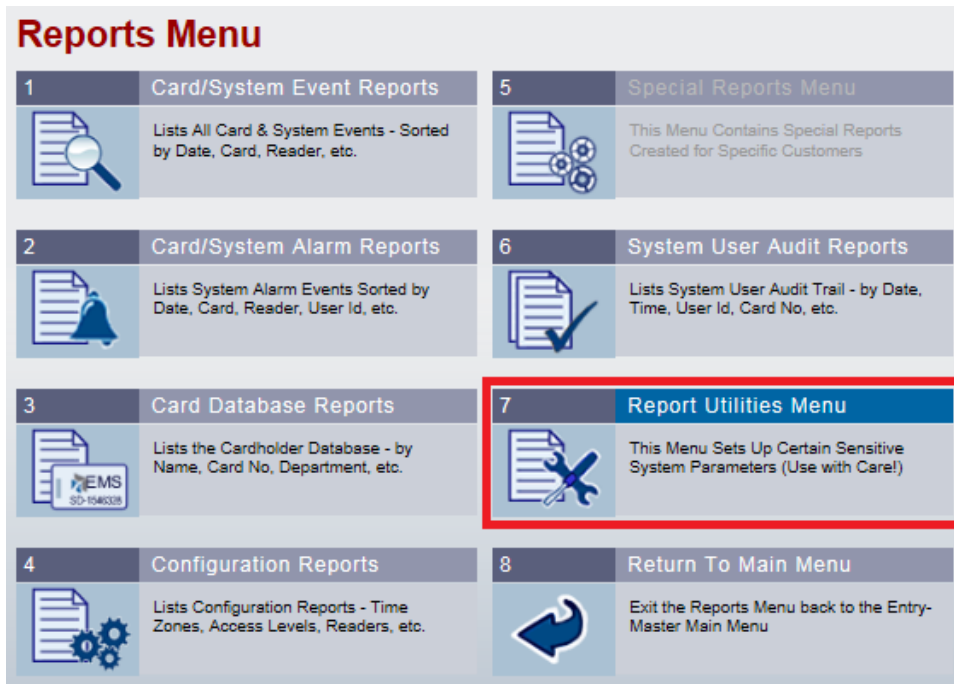 Reports Menu
1 Card/System Event Reports
Lists All Card & System Events - Sorted
by Date, Card, Reader, etc.
2 Card/System Alarm Reports
Lists System Alarm Events Sorted by
Date, Card, Reader, User Id, etc.
3 Card Database Reports
Lists the Cardholder Database - by
Name, Card No, Department, etc.
EMS
SD-1546328
4 Configuration Reports
Lists Configuration Reports - Time
Zones, Access Levels, Readers, etc.
5 Special Reports Menu
This Menu Contains Special Reports
Created for Specific Customers
6 System User Audit Reports
Lists System User Audit Trail - by Date,
Time, User Id, Card No, etc.
7 Report Utilities Menu
This Menu Sets Up Certain Sensitive
System Parameters (Use with Care!)
8 Return To Main Menu
Exit the Reports Menu back to the Entry-
Master Main Menu